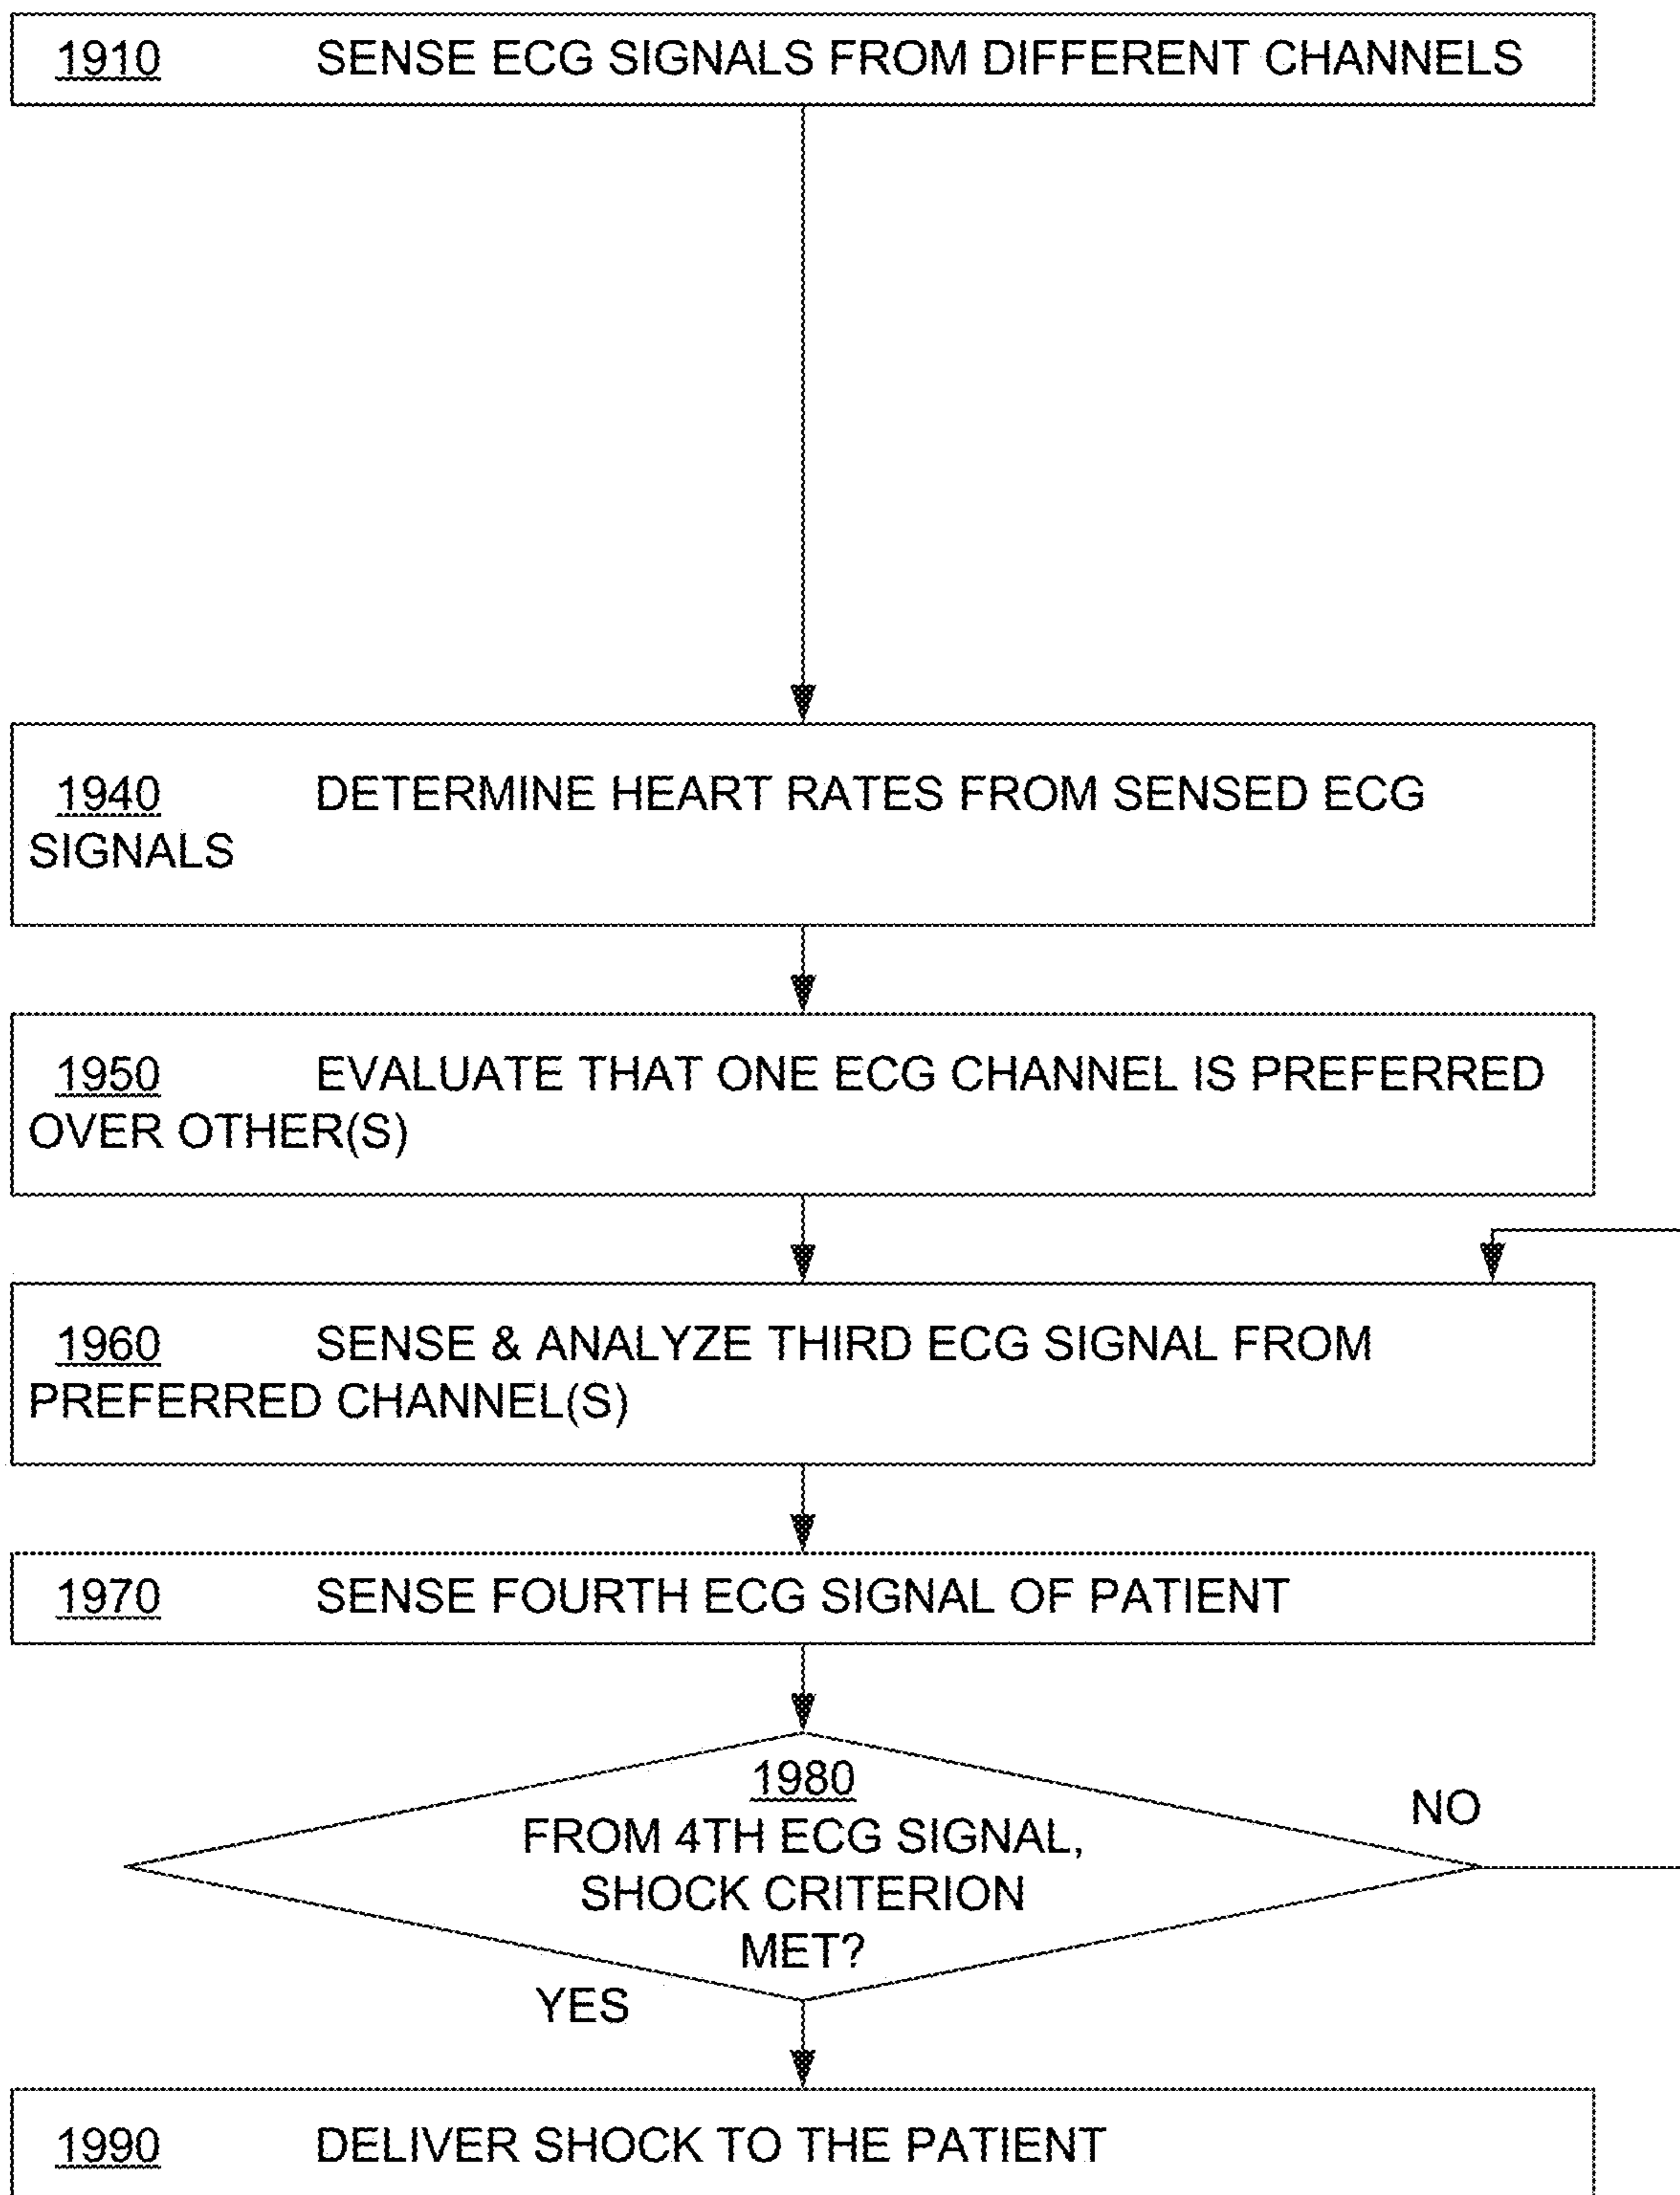 1910 SENSE ECG SIGNALS FROM DIFFERENT CHANNELS
1940 DETERMINE HEART RATES FROM SENSED ECG
SIGNALS
1950 EVALUATE THAT ONE ECG CHANNEL IS PREFERRED
OVER OTHER(S)
1960 SENSE & ANALYZE THIRD ECG SIGNAL FROM
PREFERRED CHANNEL(S)
1970 SENSE FOURTH ECG SIGNAL OF PATIENT
1980
FROM 4TH ECG SIGNAL,
SHOCK CRITERION
MET?
NO
YES
1990 DELIVER SHOCK TO THE PATIENT